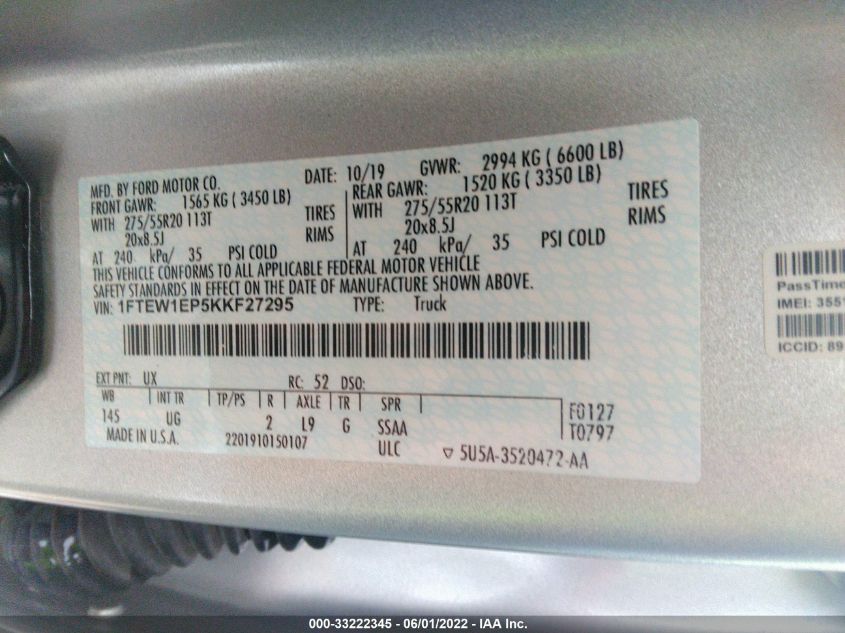 MFD. BY FORD MOTOR CO. DATE: 10/19 GVWR: 2994 KG ( 6600 LB)
FRONT GAWR: 1565 KG ( 3450 LB) REAR GAWR: 1520 KG ( 3350 LB)
WITH 275/55R20 113T TIRES WITH 275/55R20 113T TIRES
20x8.5J RIMS 20x8.5J RIMS
AT 240 kPa/ 35 PSI COLD AT 240 kPa/ 35 PSI COLD
THIS VEHICLE CONFORMS TO ALL APPLICABLE FEDERAL MOTOR VEHICLE
SAFETY STANDARDS IN EFFECT ON THE DATE OF MANUFACTURE SHOWN ABOVE.
VIN: 1FTEW1EP5KKF27295 TYPE: Truck
EXT PNT: UX RC: 52 DSO:
WB INT TR TP/PS R AXLE TR SPR F0127
145 UG 2 L9 G SSAA T0797
MADE IN U.S.A. 2201910150107 ULC ▽ 5U5A-3520472-AA
PassTime
IMEI: 355
ICCID: 89
000-33222345 - 06/01/2022 - IAA Inc.